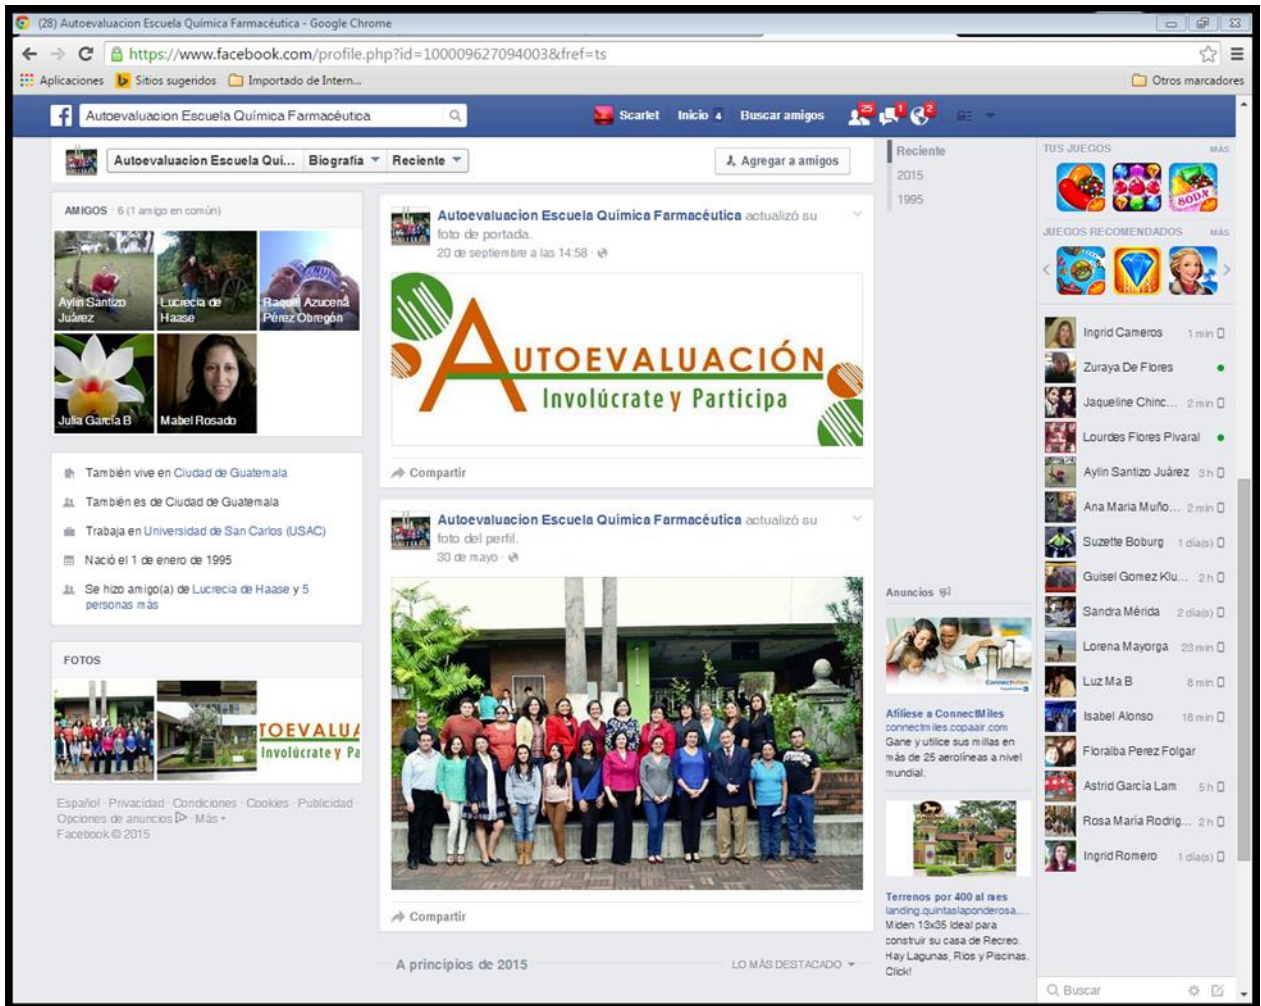 (28) Autoevaluacion Escuela Química Farmacéutica - Google Chrome
https://www.facebook.com/profile.php?id=100009627094003&fref=ts
Aplicaciones Sitios sugeridos Importado de Intern... Otros marcadores
Autoevaluacion Escuela Química Farmacéutica
Scarlet Inicio 4 Buscar amigos 25 1 2
Autoevaluacion Escuela Quí... Biografía Reciente
Agregar a amigos
AMIGOS · 6 (1 amigo en común)
Aylin Santizo Juárez
Lucrecia de Haase
Raquel Azucena Pérez Obregón
Julia García B
Mabel Rosado
También vive en Ciudad de Guatemala
También es de Ciudad de Guatemala
Trabaja en Universidad de San Carlos (USAC)
Nació el 1 de enero de 1995
Se hizo amigo(a) de Lucrecia de Haase y 5
personas más
FOTOS
TOEVALUA
Involúcrate y Pa
Español · Privacidad · Condiciones · Cookies · Publicidad ·
Opciones de anuncios · Más
Facebook © 2015
Autoevaluacion Escuela Química Farmacéutica actualizó su
foto de portada.
20 de septiembre a las 14:58 ·
AUTOEVALUACIÓN
Involúcrate y Participa
Compartir
Autoevaluacion Escuela Química Farmacéutica actualizó su
foto del perfil.
30 de mayo ·
Compartir
A principios de 2015
LO MÁS DESTACADO
Reciente
2015
1995
Anuncios
ConnectMiles
Afíliese a ConnectMiles
connectmiles.copaair.com
Gane y utilice sus millas en
más de 25 aerolíneas a nivel
mundial.
Terrenos por 400 al mes
landing.quintaslaponderosa....
Miden 13x35 Ideal para
construir su casa de Recreo.
Hay Lagunas, Rios y Piscinas.
Click!
TUS JUEGOS MÁS
SODA
JUEGOS RECOMENDADOS MÁS
Ingrid Cameros 1 min
Zuraya De Flores
Jaqueline Chinc... 2 min
Lourdes Flores Pivaral
Aylin Santizo Juárez 3 h
Ana Maria Muño... 2 min
Suzette Boburg 1 día(s)
Guisel Gomez Klu... 2 h
Sandra Mérida 2 día(s)
Lorena Mayorga 23 min
Luz Ma B 8 min
Isabel Alonso 18 min
Floralba Perez Folgar
Astrid García Lam 5 h
Rosa María Rodrig... 2 h
Ingrid Romero 1 día(s)
Buscar